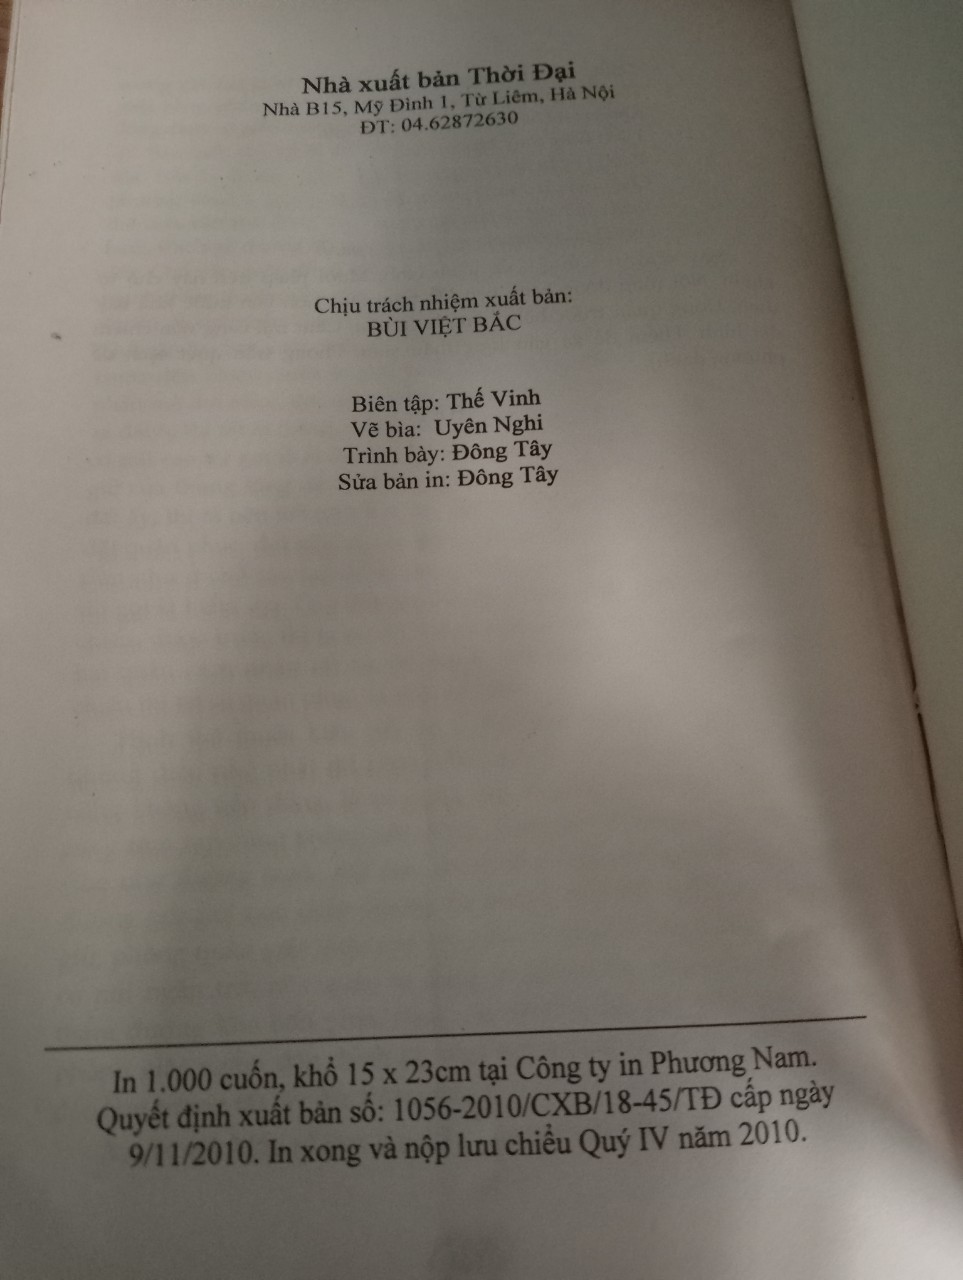 Nhà xuất bản Thời Đại
Nhà B15, Mỹ Đình 1, Từ Liêm, Hà Nội
ĐT: 04.62872630
Chịu trách nhiệm xuất bản:
BÙI VIỆT BẮC
Biên tập: Thế Vinh
Vẽ bìa: Uyên Nghi
Trình bày: Đông Tây
Sửa bản in: Đông Tây
In 1.000 cuốn, khổ 15 x 23cm tại Công ty in Phương Nam.
Quyết định xuất bản số: 1056-2010/CXB/18-45/TĐ cấp ngày
9/11/2010. In xong và nộp lưu chiểu Quý IV năm 2010.